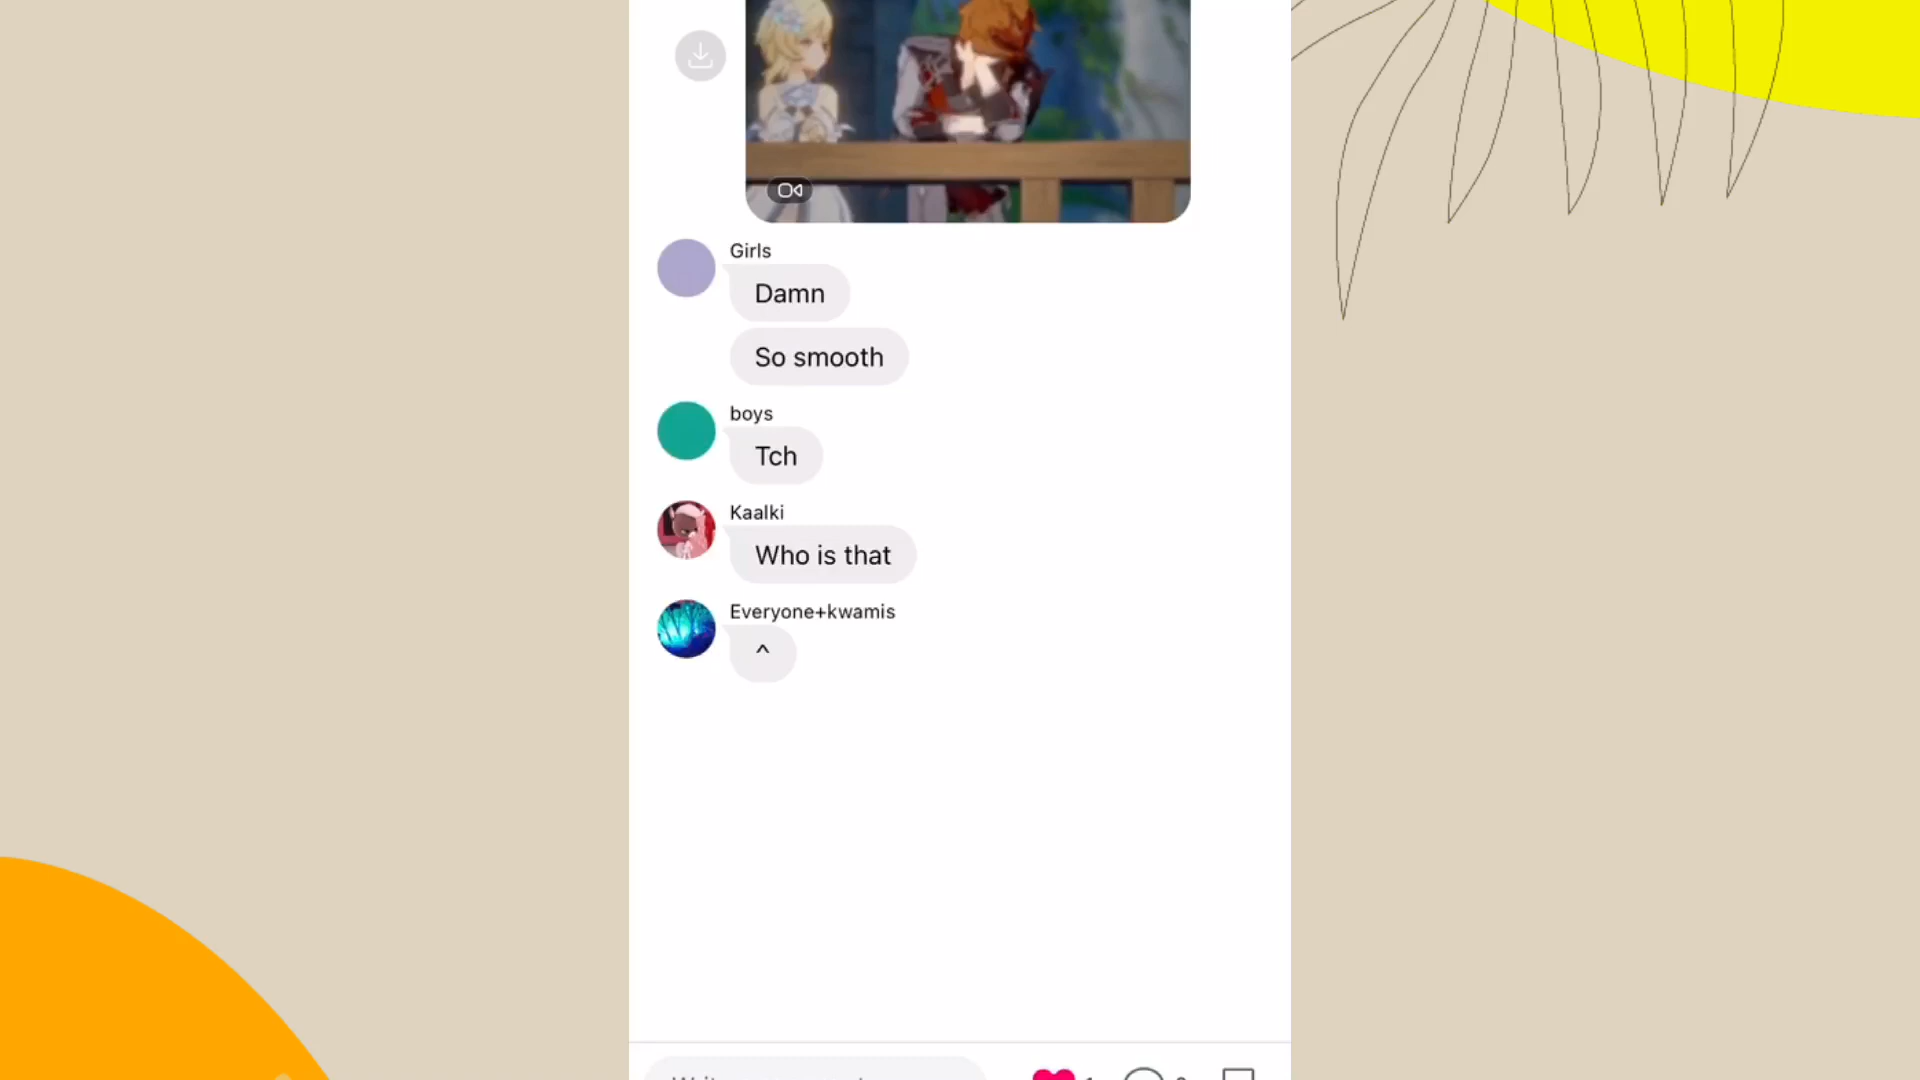 Girls
Damn
So smooth
boys
Tch
Kaalki
Who is that
Everyone+kwamis
^